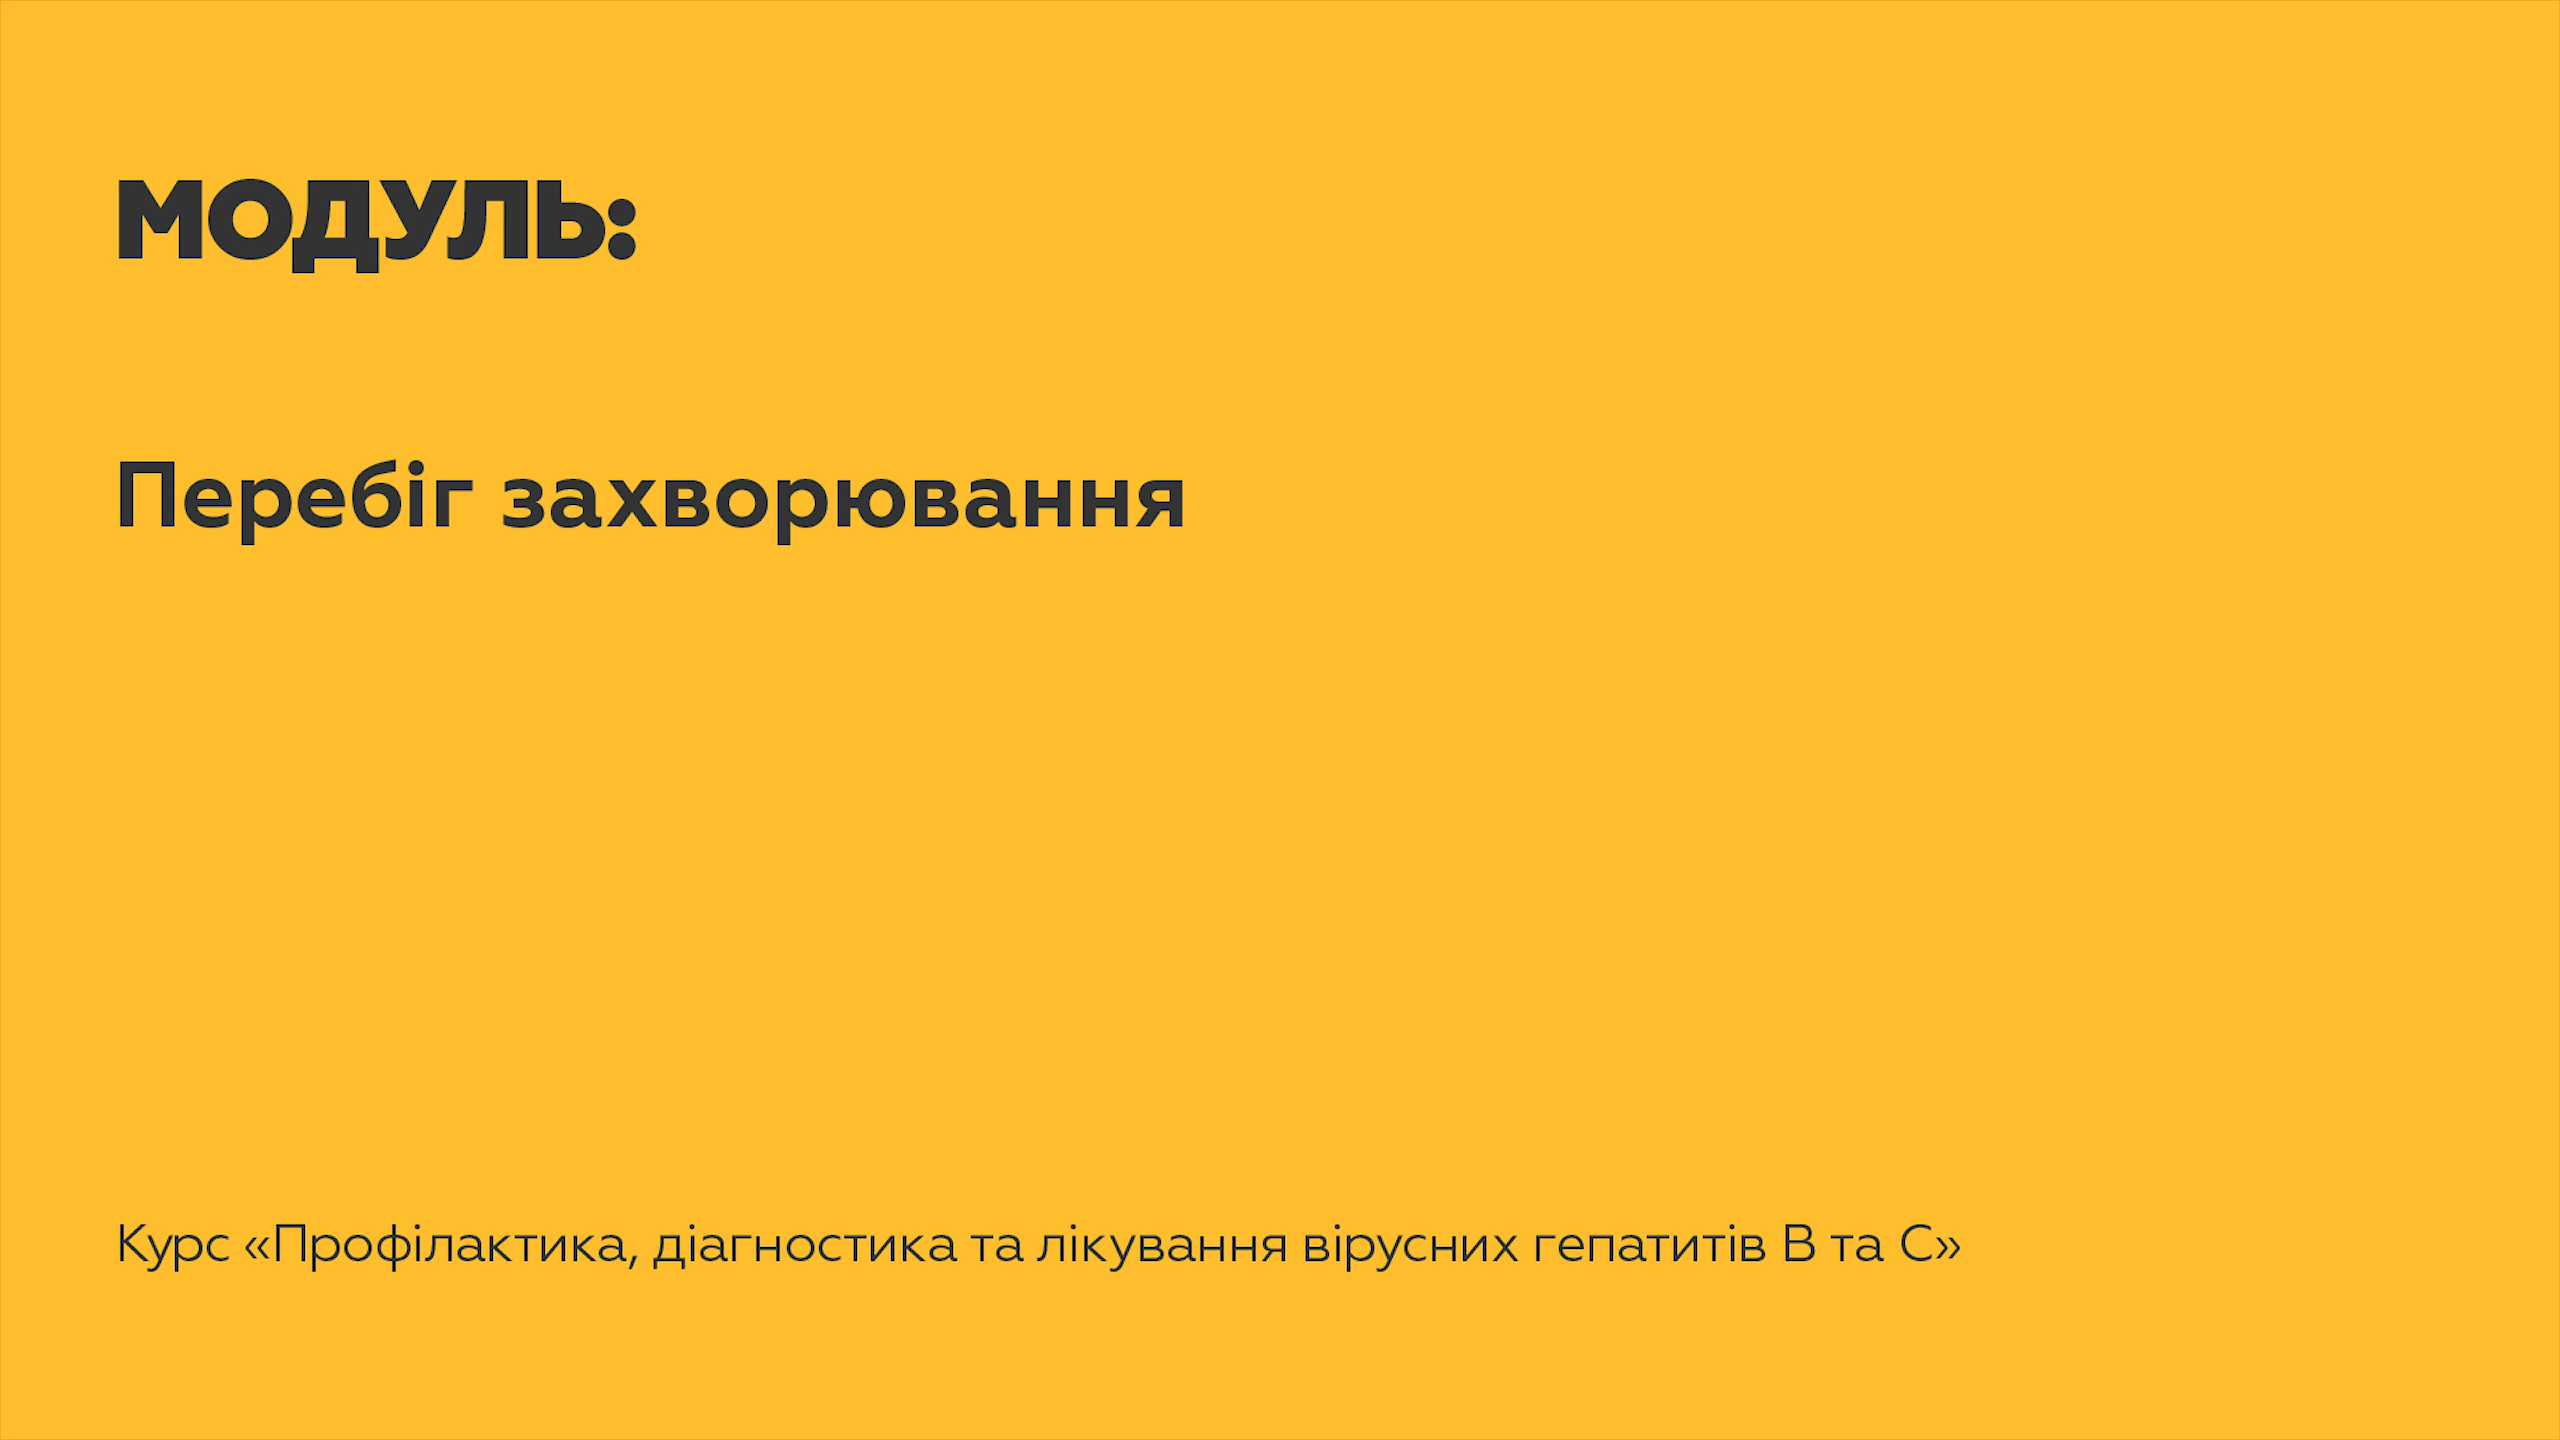 МОДУЛЬ:
Перебіг захворювання
Курс «Профілактика, діагностика та лікування вірусних гепатитів В та С»